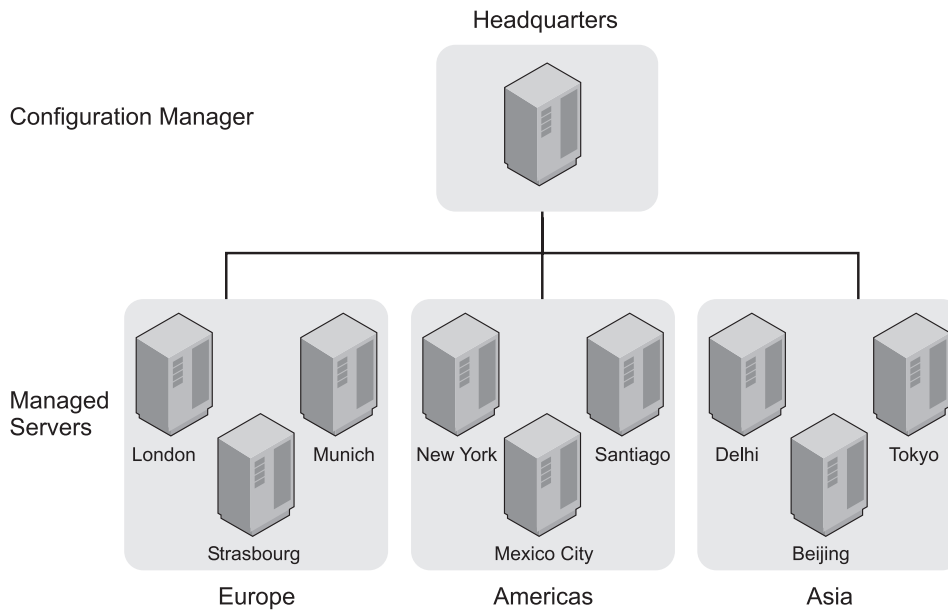 Headquarters
Configuration Manager
Managed
Servers
London
Munich
New York
Santiago
Delhi
Tokyo
Strasbourg
Mexico City
Beijing
Europe
Americas
Asia